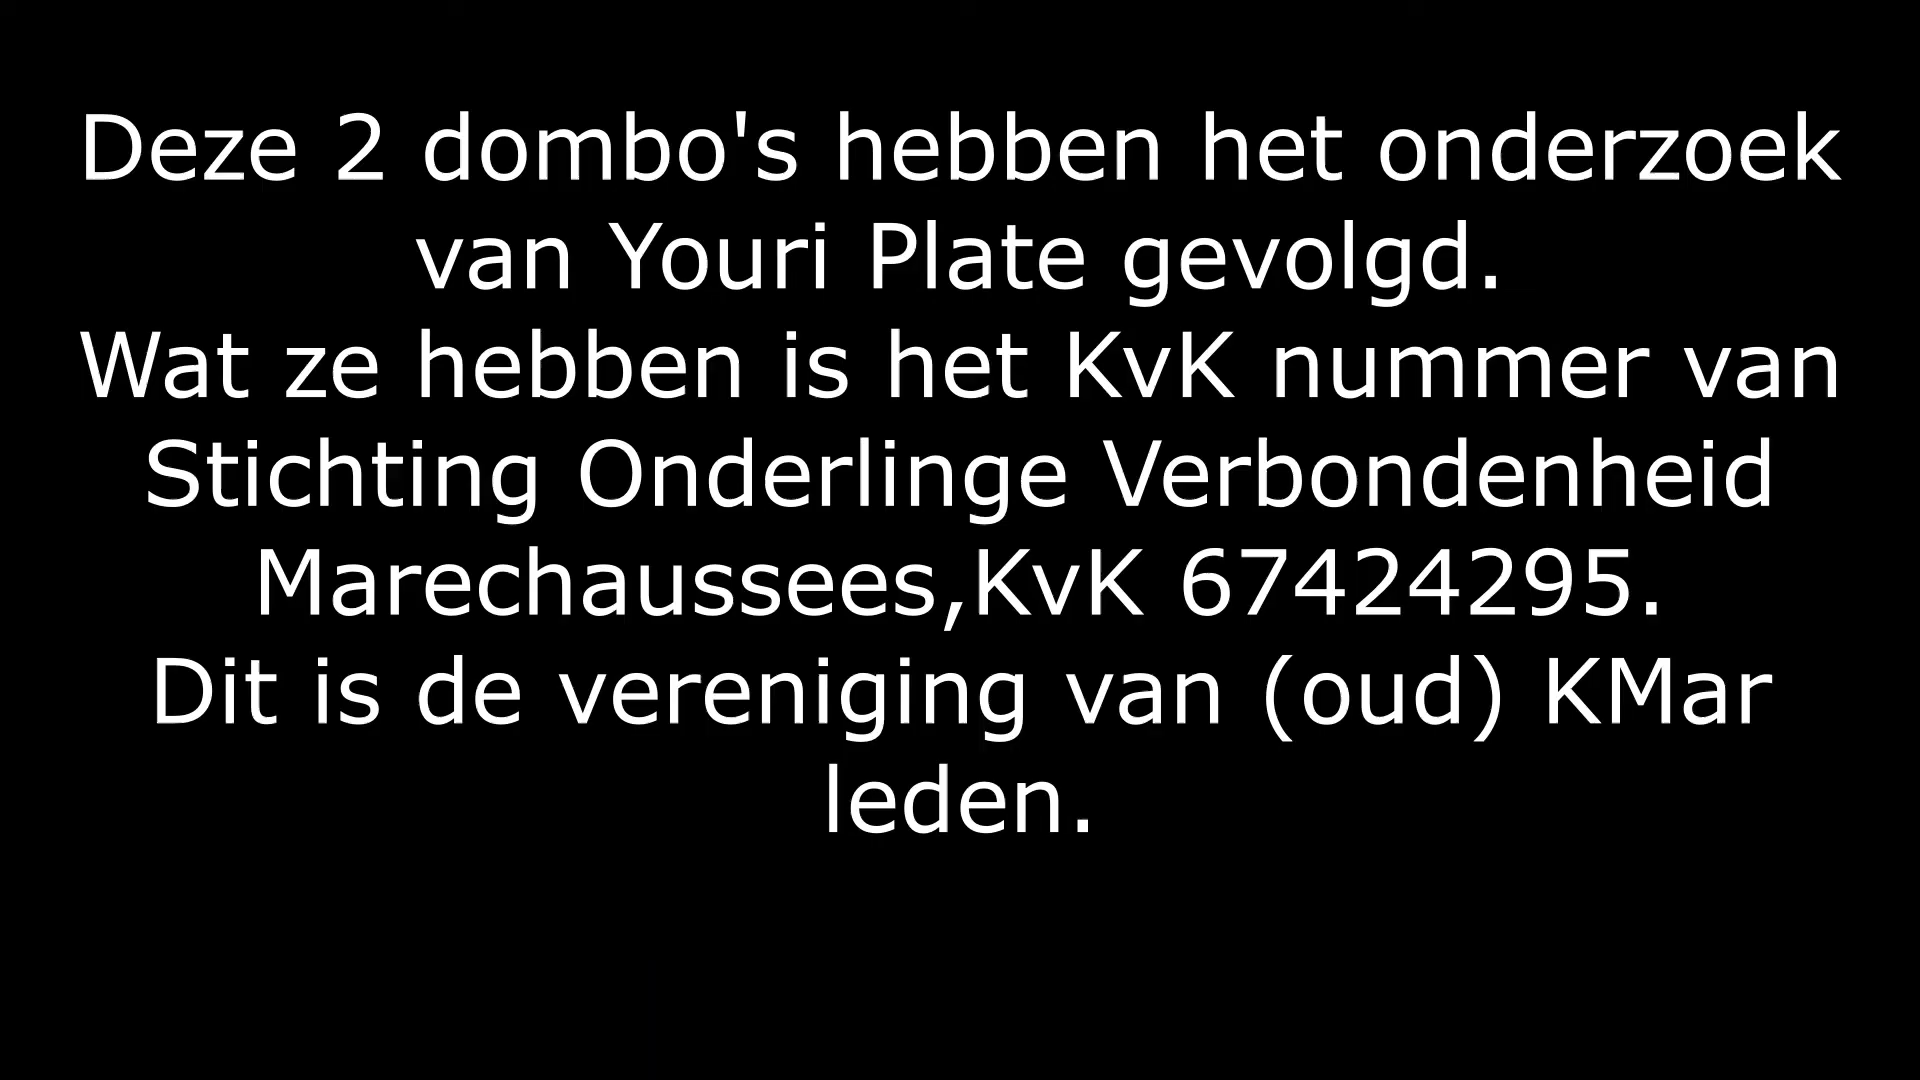 Deze 2 dombo's hebben het onderzoek
van Youri Plate gevolgd.
Wat ze hebben is het KvK nummer van
Stichting Onderlinge Verbondenheid
Marechaussees,KvK 67424295.
Dit is de vereniging van (oud) KMar
leden.